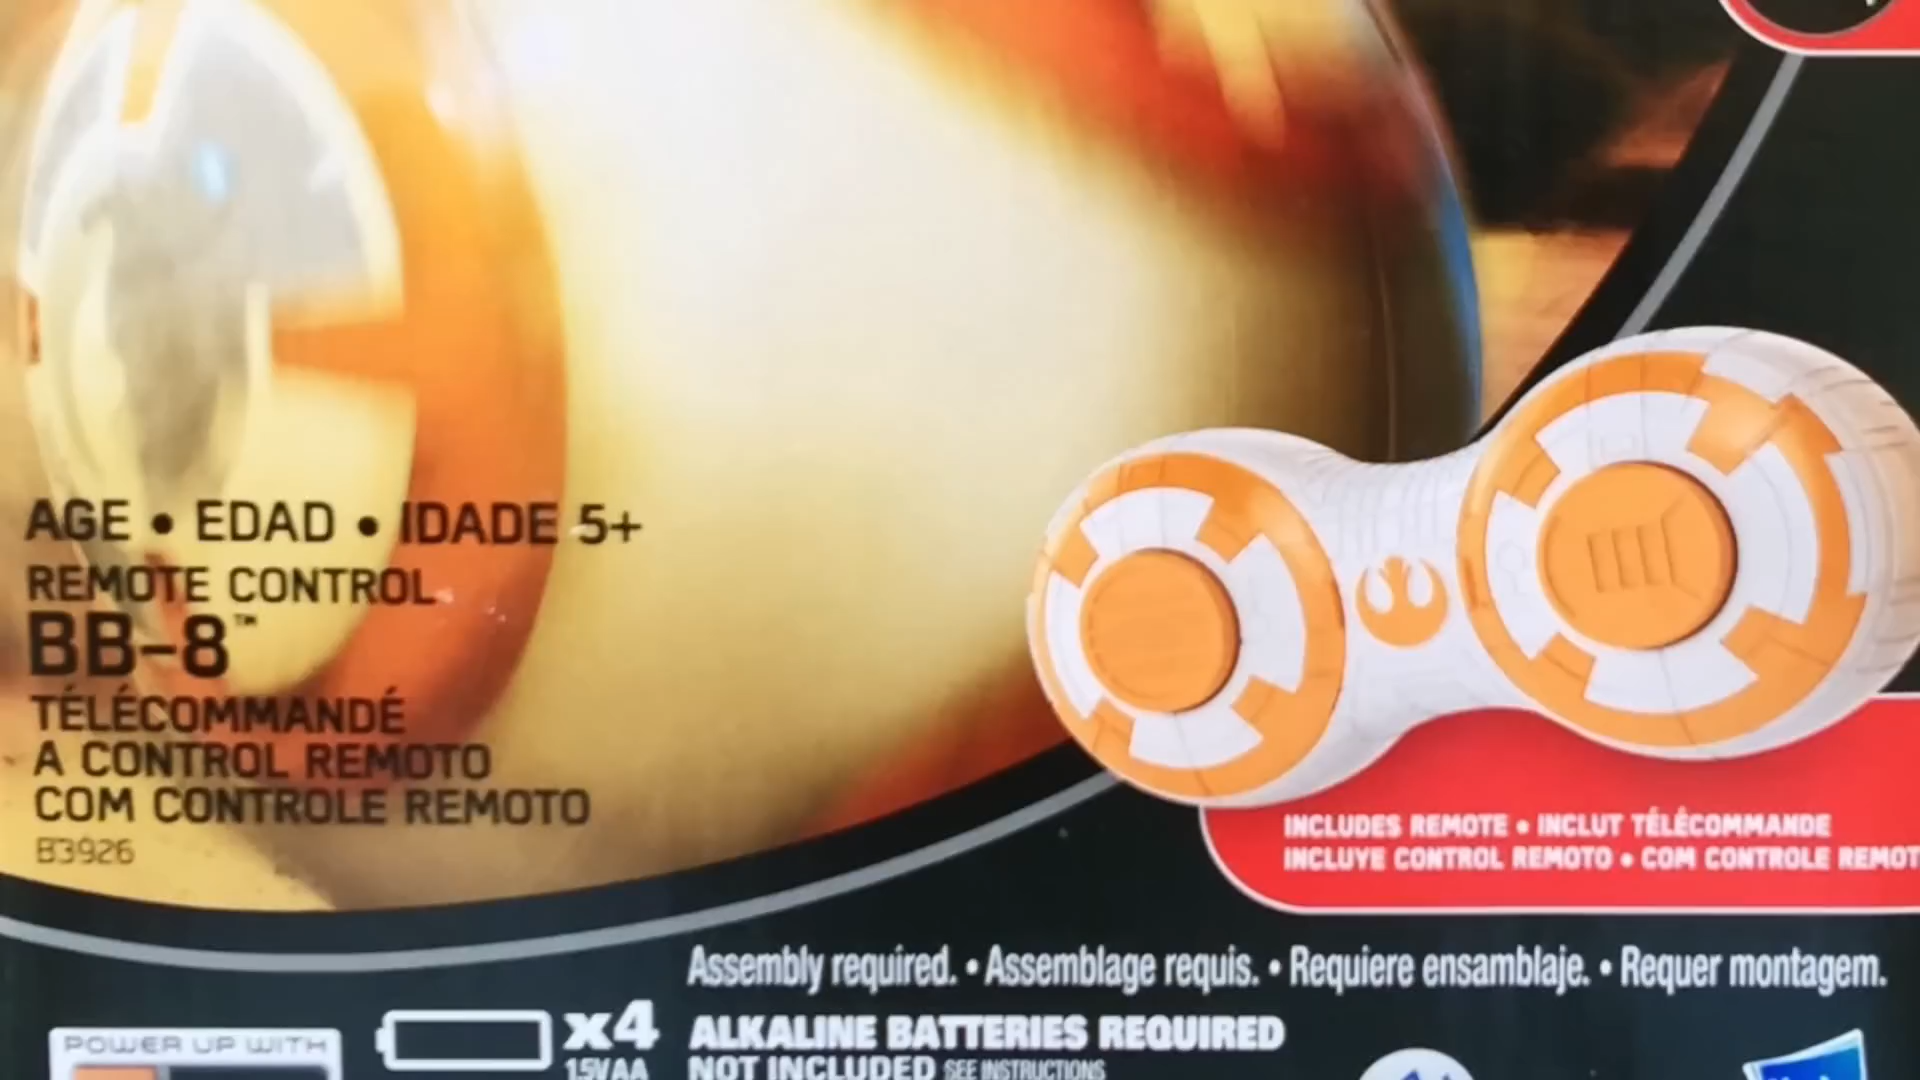 AGE • EDAD • IDADE 5+
REMOTE CONTROL
BB-8™
TÉLÉCOMMANDÉ
A CONTROL REMOTO
COM CONTROLE REMOTO
B3926
INCLUDES REMOTE • INCLUT TÉLÉCOMMANDE
INCLUYE CONTROL REMOTO • COM CONTROLE REMOT
Assembly required. • Assemblage requis. • Requiere ensamblaje. • Requer montagem.
POWER UP WITH
x4
1.5V AA
ALKALINE BATTERIES REQUIRED
NOT INCLUDED SEE INSTRUCTIONS